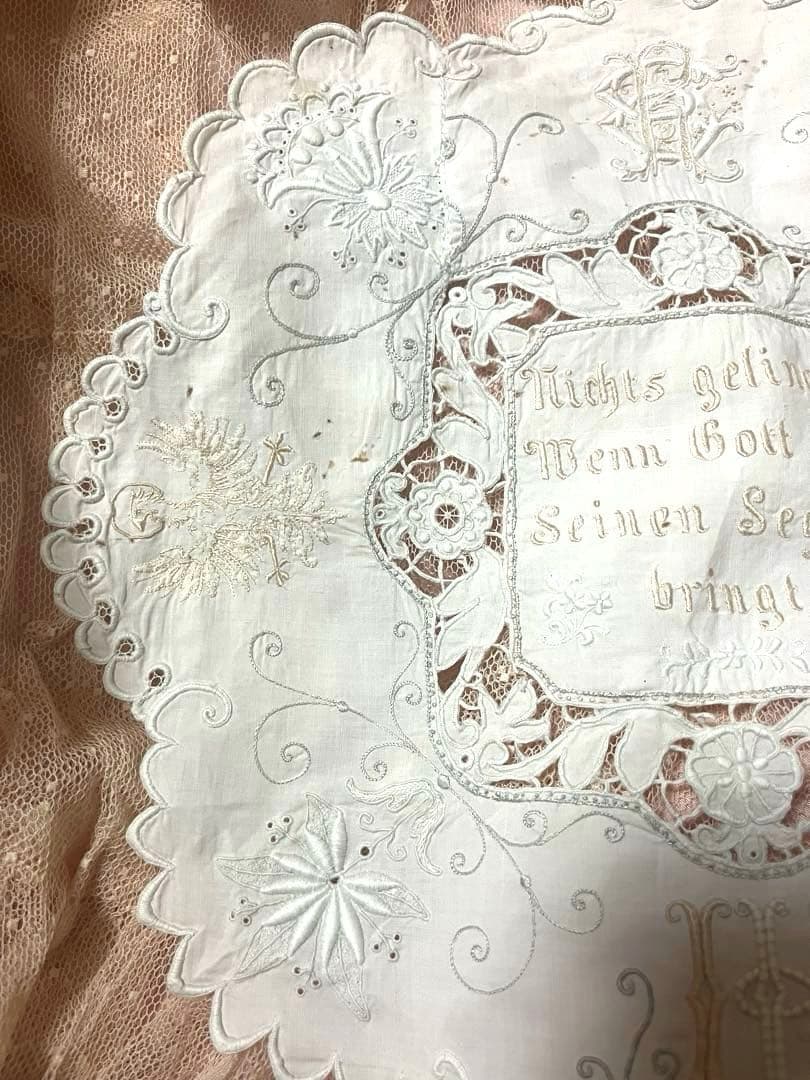 Nichts gelin
Wenn Gott
Seinen Se
bringt